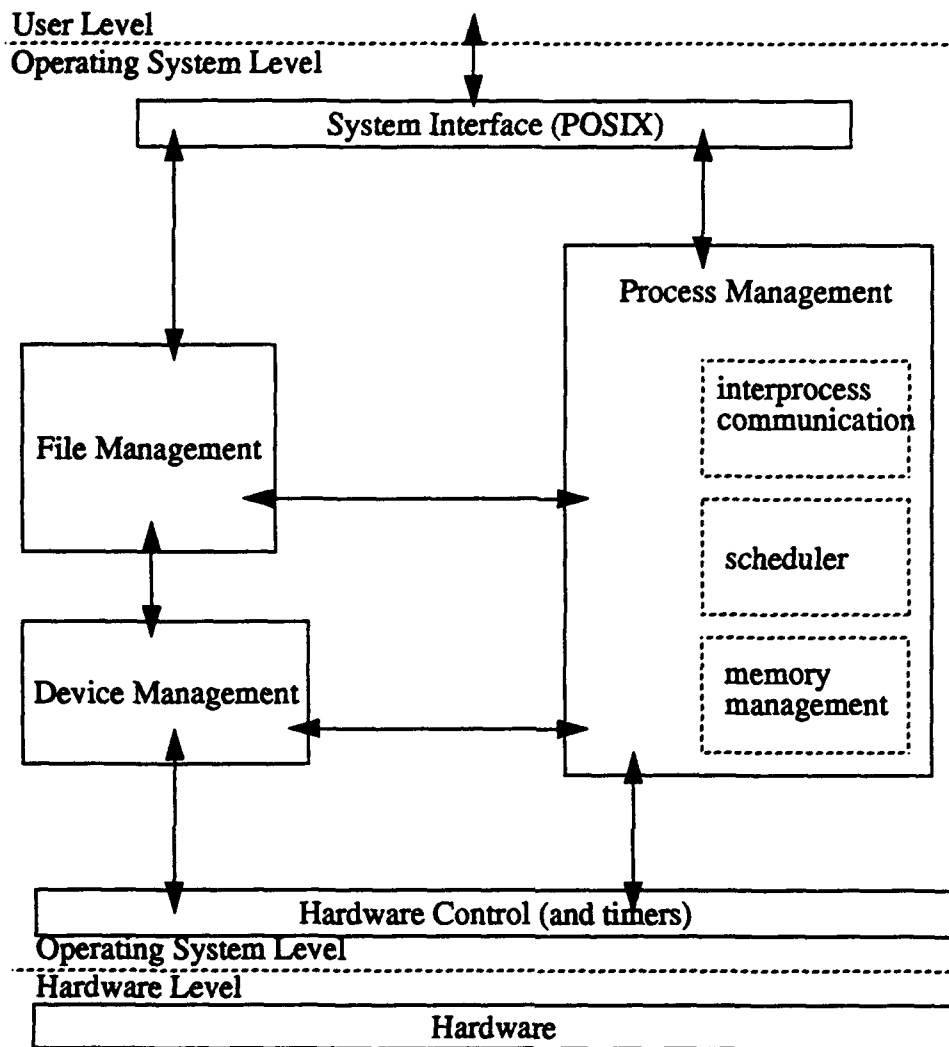 User Level
Operating System Level
System Interface (POSIX)
Process Management
interprocess
communication
File Management
scheduler
Device Management
memory
management
Hardware Control (and timers)
Operating System Level
Hardware Level
Hardware